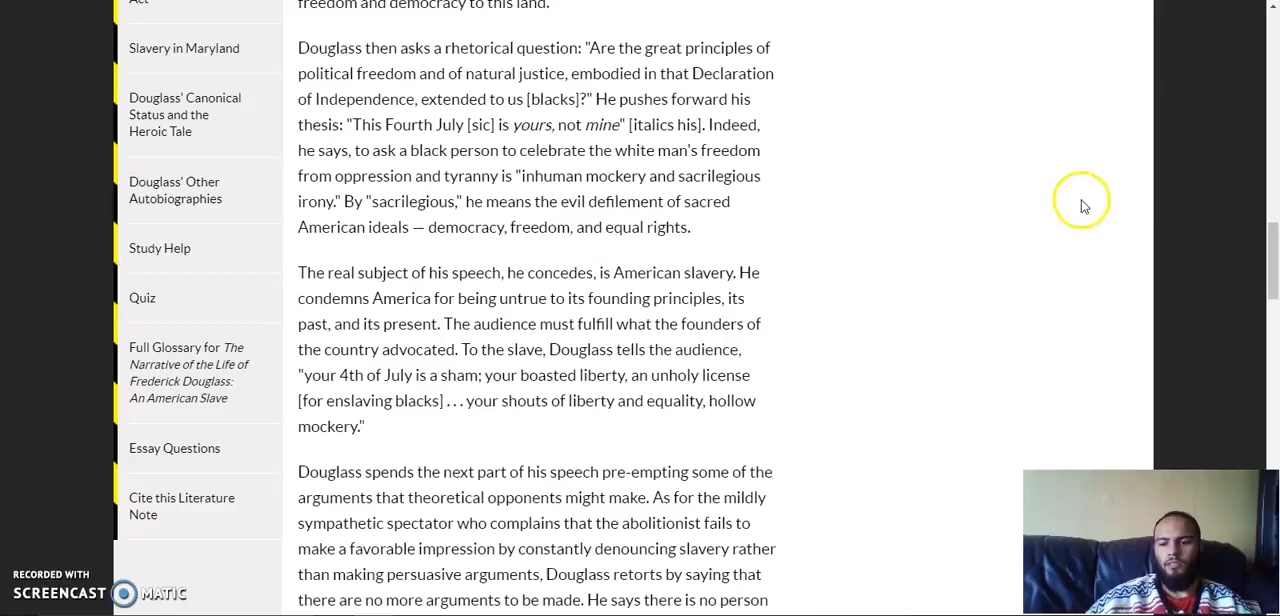 Act
Slavery in Maryland
Douglass' Canonical
Status and the
Heroic Tale
Douglass' Other
Autobiographies
Study Help
Quiz
Full Glossary for The
Narrative of the Life of
Frederick Douglass:
An American Slave
Essay Questions
Cite this Literature
Note
freedom and democracy to this land.
Douglass then asks a rhetorical question: "Are the great principles of
political freedom and of natural justice, embodied in that Declaration
of Independence, extended to us [blacks]?" He pushes forward his
thesis: "This Fourth July [sic] is yours, not mine" [italics his]. Indeed,
he says, to ask a black person to celebrate the white man's freedom
from oppression and tyranny is "inhuman mockery and sacrilegious
irony." By "sacrilegious," he means the evil defilement of sacred
American ideals — democracy, freedom, and equal rights.
The real subject of his speech, he concedes, is American slavery. He
condemns America for being untrue to its founding principles, its
past, and its present. The audience must fulfill what the founders of
the country advocated. To the slave, Douglass tells the audience,
"your 4th of July is a sham; your boasted liberty, an unholy license
[for enslaving blacks] . . . your shouts of liberty and equality, hollow
mockery."
Douglass spends the next part of his speech pre-empting some of the
arguments that theoretical opponents might make. As for the mildly
sympathetic spectator who complains that the abolitionist fails to
make a favorable impression by constantly denouncing slavery rather
than making persuasive arguments, Douglass retorts by saying that
there are no more arguments to be made. He says there is no person
RECORDED WITH
SCREENCAST MATIC